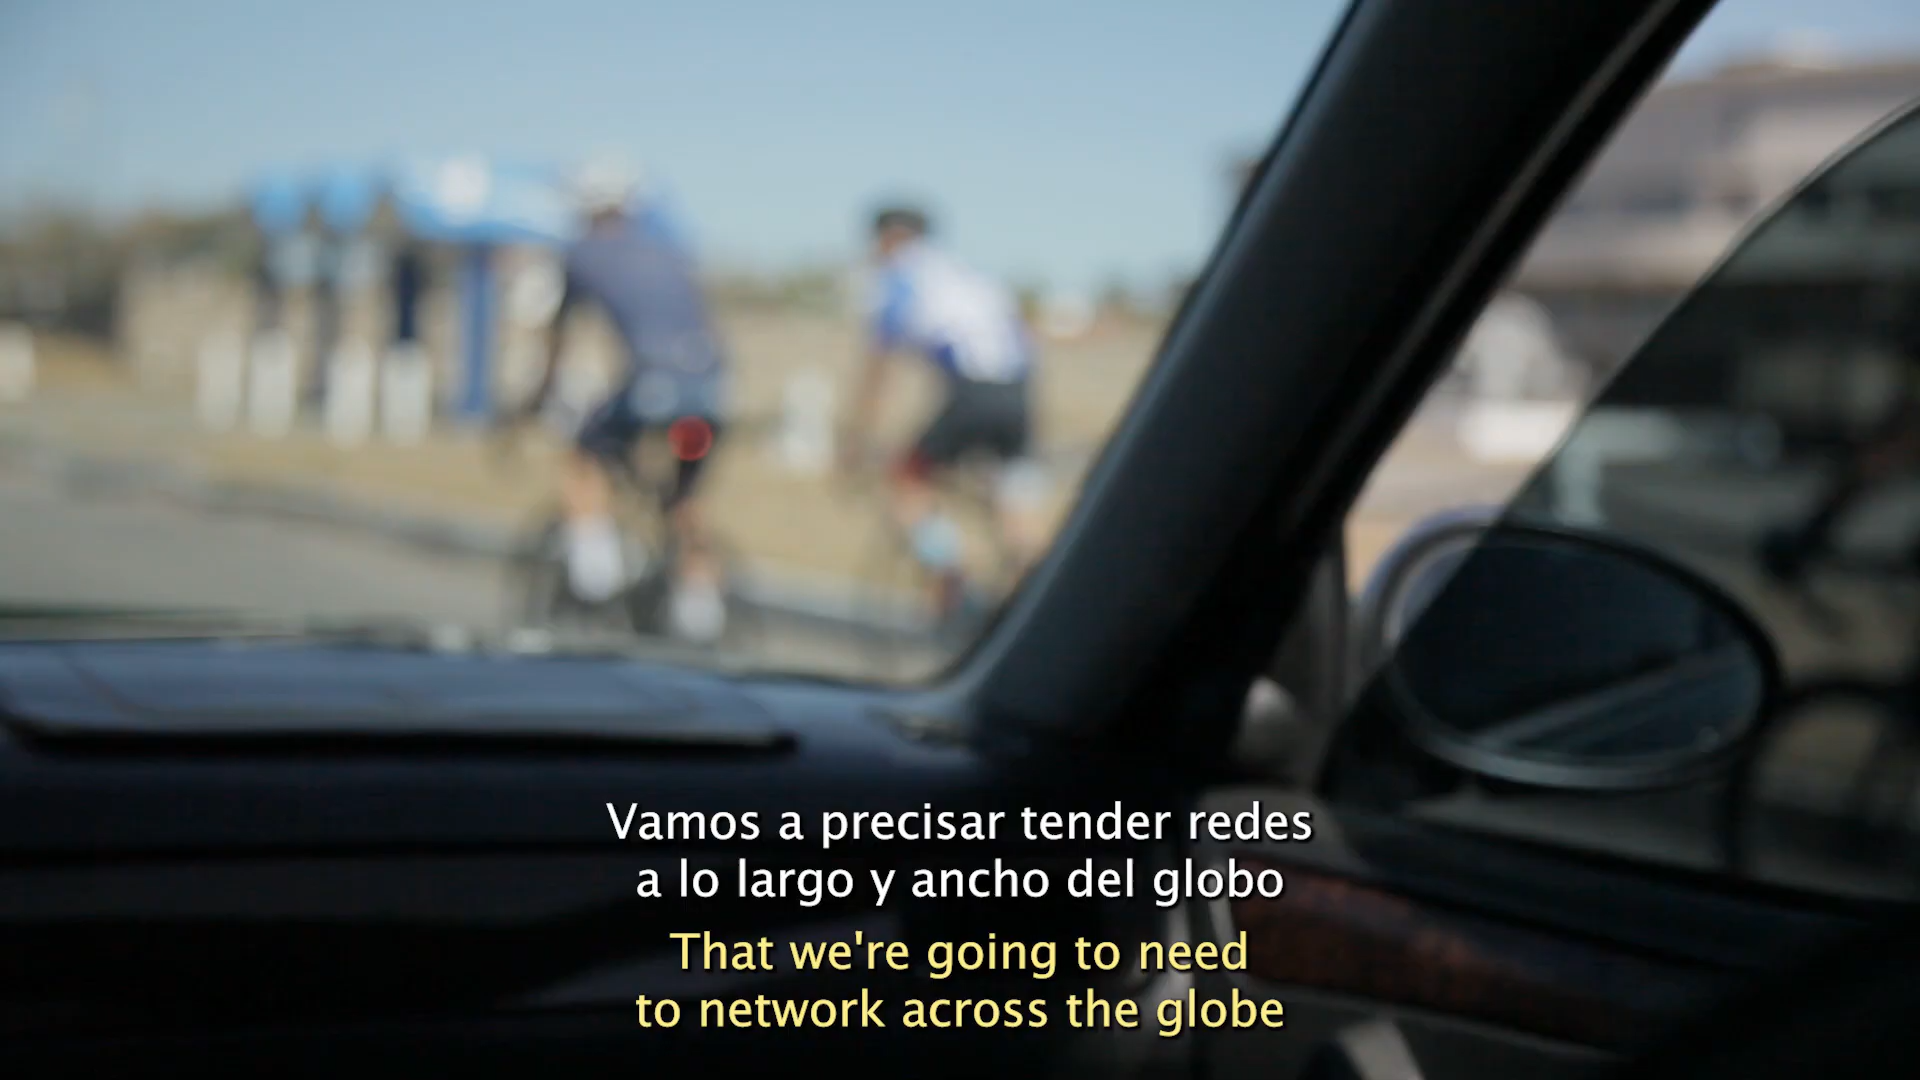 Vamos a precisar tender redes
a lo largo y ancho del globo
That we're going to need
to network across the globe